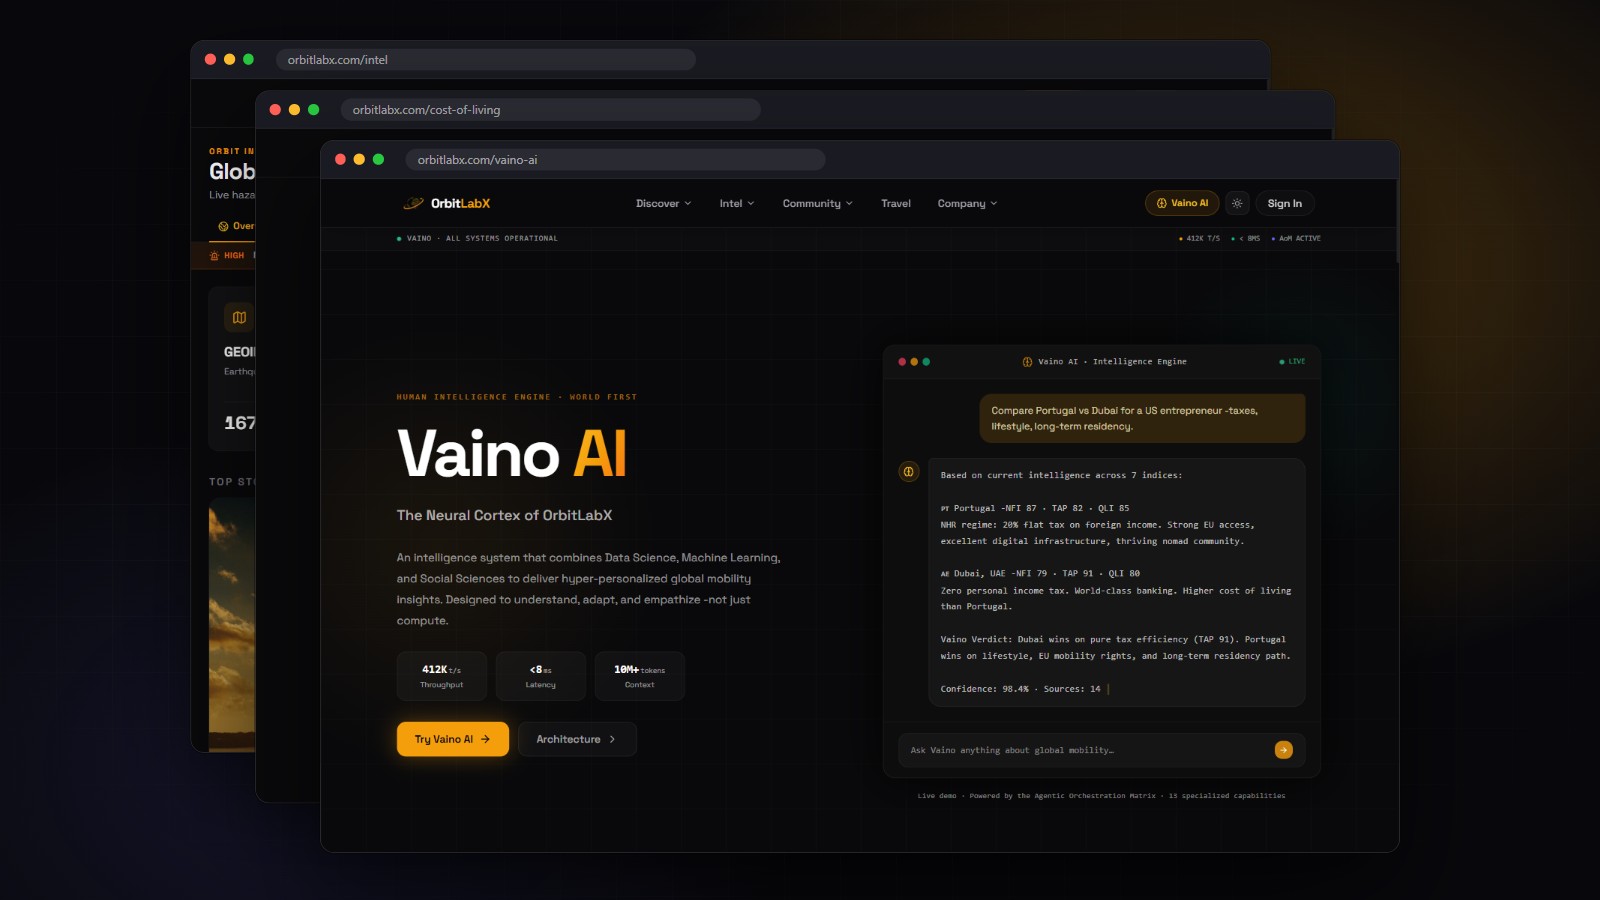 orbitlabx.com/intel
orbitlabx.com/cost-of-living
orbitlabx.com/vaino-ai
ORBIT IN
Glob
Live haza
Over
HIGH
GEOI
Earthqu
167
TOP STO
OrbitLabX
Discover
Intel
Community
Travel
Company
Vaino AI
Sign In
VAINO · ALL SYSTEMS OPERATIONAL
412K T/S
< 8MS
AoM ACTIVE
HUMAN INTELLIGENCE ENGINE · WORLD FIRST
Vaino AI
The Neural Cortex of OrbitLabX
An intelligence system that combines Data Science, Machine Learning,
and Social Sciences to deliver hyper-personalized global mobility
insights. Designed to understand, adapt, and empathize -not just
compute.
412K t/s
Throughput
<8 ms
Latency
10M+ tokens
Context
Try Vaino AI →
Architecture
Vaino AI · Intelligence Engine
LIVE
Compare Portugal vs Dubai for a US entrepreneur -taxes,
lifestyle, long-term residency.
Based on current intelligence across 7 indices:
PT Portugal -NFI 87 · TAP 82 · QLI 85
NHR regime: 20% flat tax on foreign income. Strong EU access,
excellent digital infrastructure, thriving nomad community.
AE Dubai, UAE -NFI 79 · TAP 91 · QLI 80
Zero personal income tax. World-class banking. Higher cost of living
than Portugal.
Vaino Verdict: Dubai wins on pure tax efficiency (TAP 91). Portugal
wins on lifestyle, EU mobility rights, and long-term residency path.
Confidence: 98.4% · Sources: 14
Ask Vaino anything about global mobility…
Live demo · Powered by the Agentic Orchestration Matrix · 13 specialized capabilities